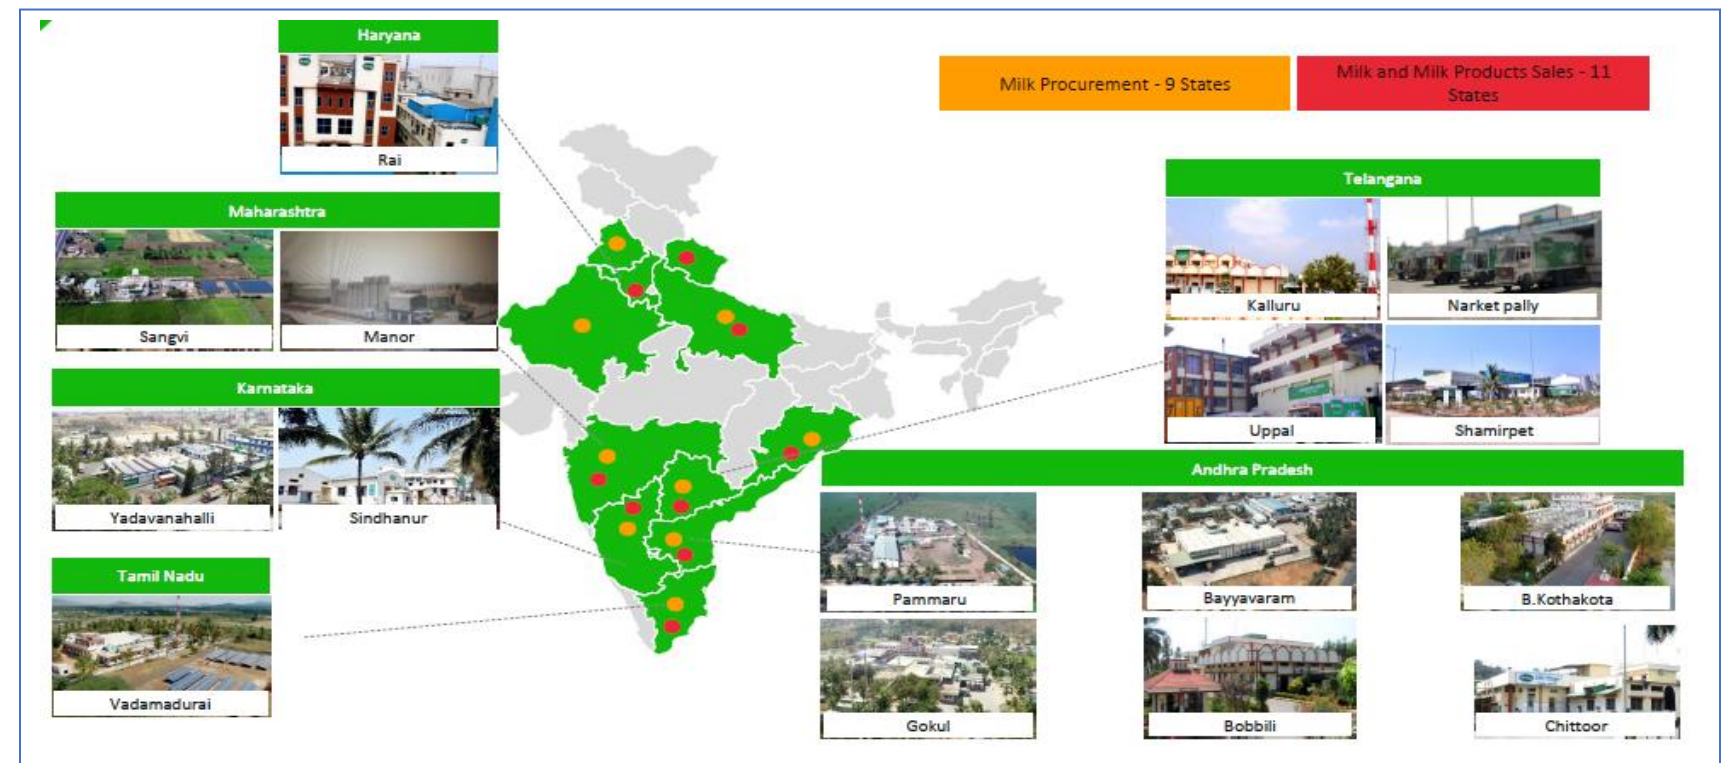 Haryana
Rai
Milk Procurement - 9 States
Milk and Milk Products Sales - 11
States
Maharashtra
Sangvi
Manor
Telangana
Kalluru
Narket pally
Uppal
Shamirpet
Karnataka
Yadavanahalli
Sindhanur
Andhra Pradesh
Pammaru
Bayyavaram
B.Kothakota
Gokul
Bobbili
Chittoor
Tamil Nadu
Vadamadurai